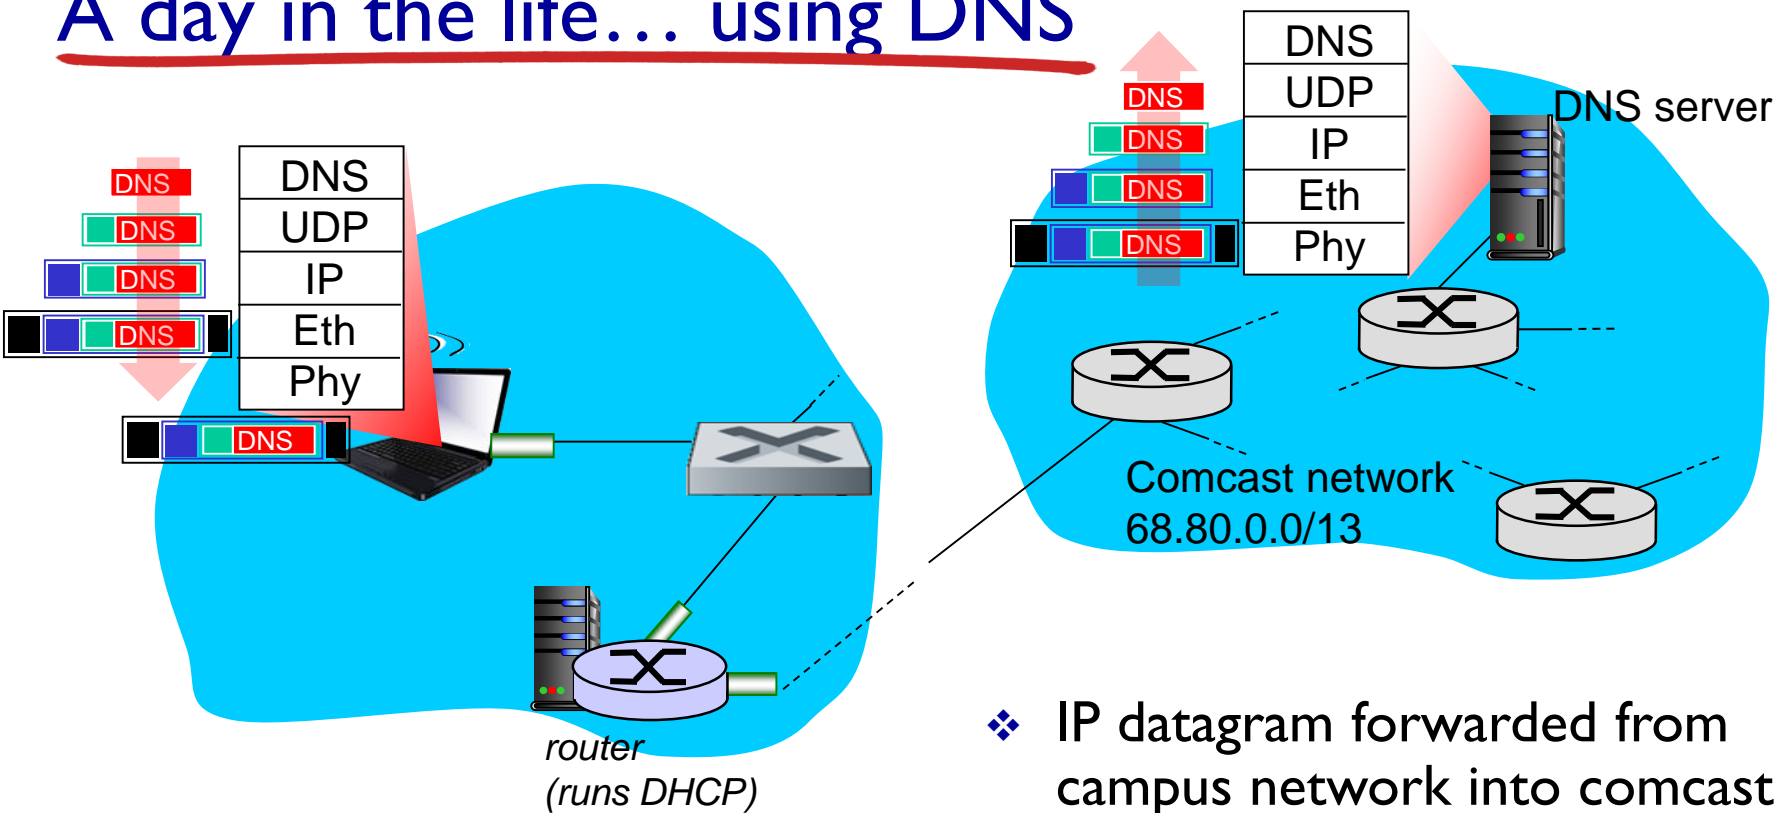 A day in the life… using DNS
DNS
UDP
IP
Eth
Phy
DNS
DNS
DNS
DNS
DNS server
DNS
DNS
DNS
DNS
DNS
UDP
IP
Eth
Phy
DNS
Comcast network
68.80.0.0/13
router
(runs DHCP)
❖ IP datagram forwarded from
campus network into comcast